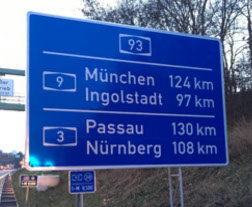 93
9 München 124 km
Ingolstadt 97 km
3 Passau 130 km
Nürnberg 108 km